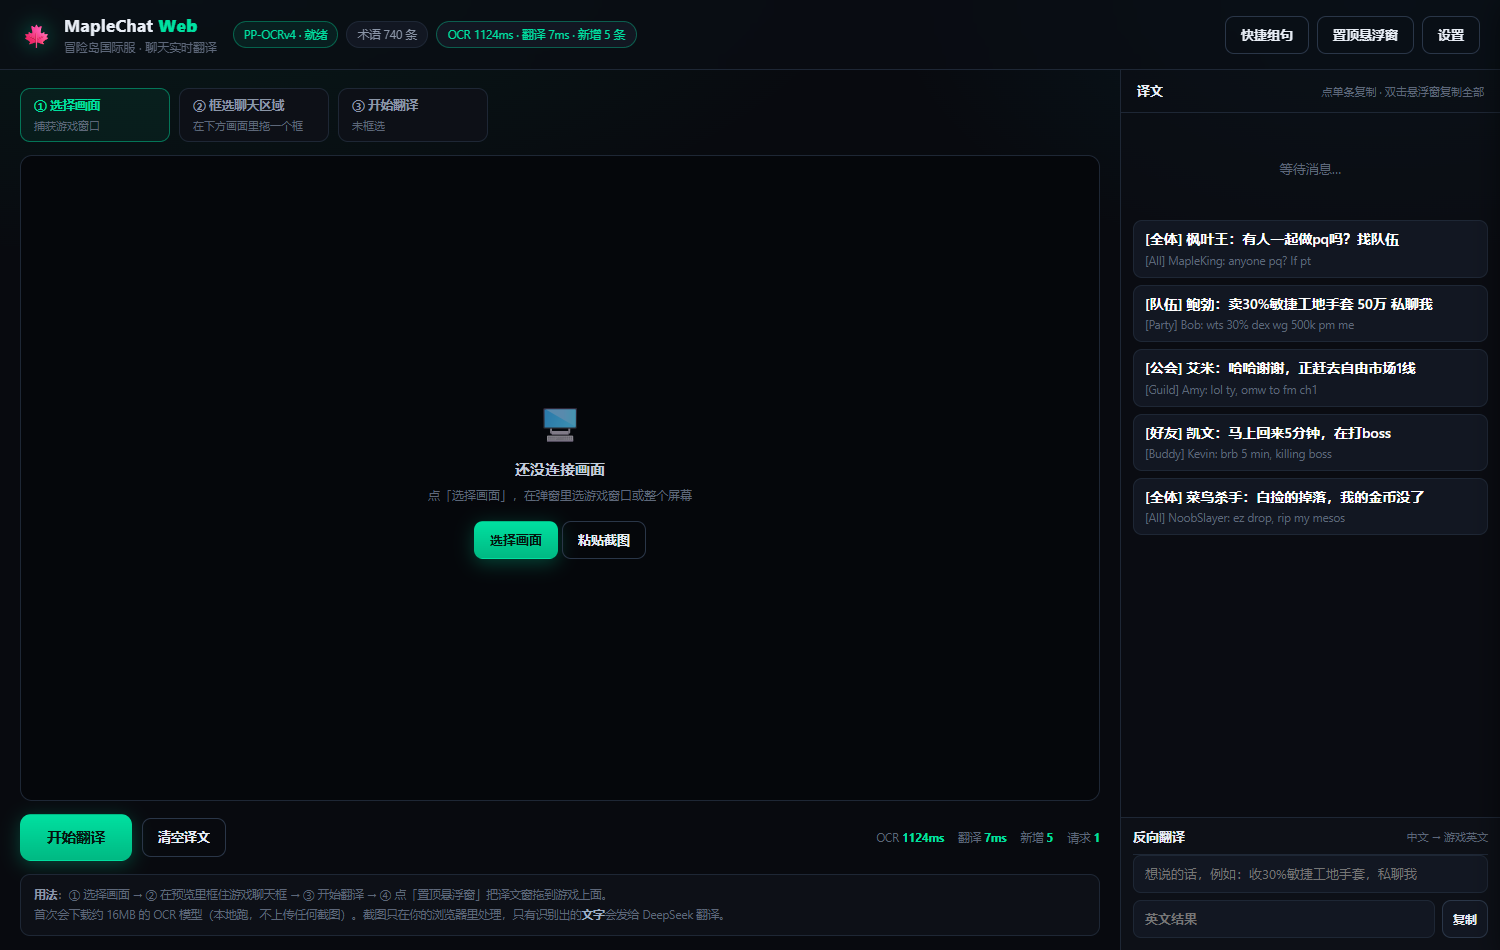 MapleChat Web
冒险岛国际服 · 聊天实时翻译
PP-OCRv4 · 就绪
术语 740 条
OCR 1124ms · 翻译 7ms · 新增 5 条
快捷组句
置顶悬浮窗
设置
① 选择画面
捕获游戏窗口
② 框选聊天区域
在下方画面里拖一个框
③ 开始翻译
未框选
还没连接画面
点「选择画面」，在弹窗里选游戏窗口或整个屏幕
选择画面
粘贴截图
开始翻译
清空译文
OCR 1124ms 翻译 7ms 新增 5 请求 1
用法：① 选择画面 → ② 在预览里框住游戏聊天框 → ③ 开始翻译 → ④ 点「置顶悬浮窗」把译文窗拖到游戏上面。
首次会下载约 16MB 的 OCR 模型（本地跑，不上传任何截图）。截图只在你的浏览器里处理，只有识别出的文字会发给 DeepSeek 翻译。
译文
点单条复制 · 双击悬浮窗复制全部
等待消息...
[全体] 枫叶王：有人一起做pq吗？找队伍
[All] MapleKing: anyone pq? lf pt
[队伍] 鲍勃：卖30%敏捷工地手套 50万 私聊我
[Party] Bob: wts 30% dex wg 500k pm me
[公会] 艾米：哈哈谢谢，正赶去自由市场1线
[Guild] Amy: lol ty, omw to fm ch1
[好友] 凯文：马上回来5分钟，在打boss
[Buddy] Kevin: brb 5 min, killing boss
[全体] 菜鸟杀手：白捡的掉落，我的金币没了
[All] NoobSlayer: ez drop, rip my mesos
反向翻译
中文 → 游戏英文
想说的话，例如：收30%敏捷工地手套，私聊我
英文结果
复制